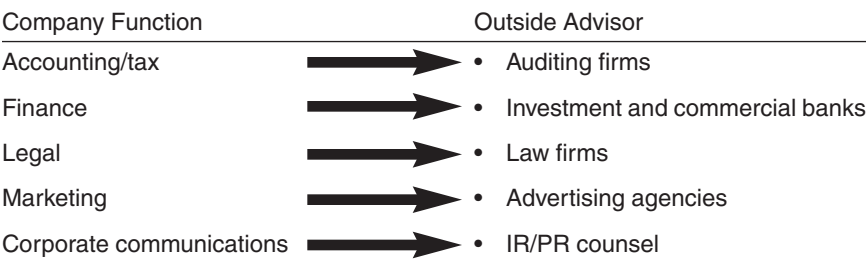 Company Function Outside Advisor
Accounting/tax • Auditing firms
Finance • Investment and commercial banks
Legal • Law firms
Marketing • Advertising agencies
Corporate communications • IR/PR counsel